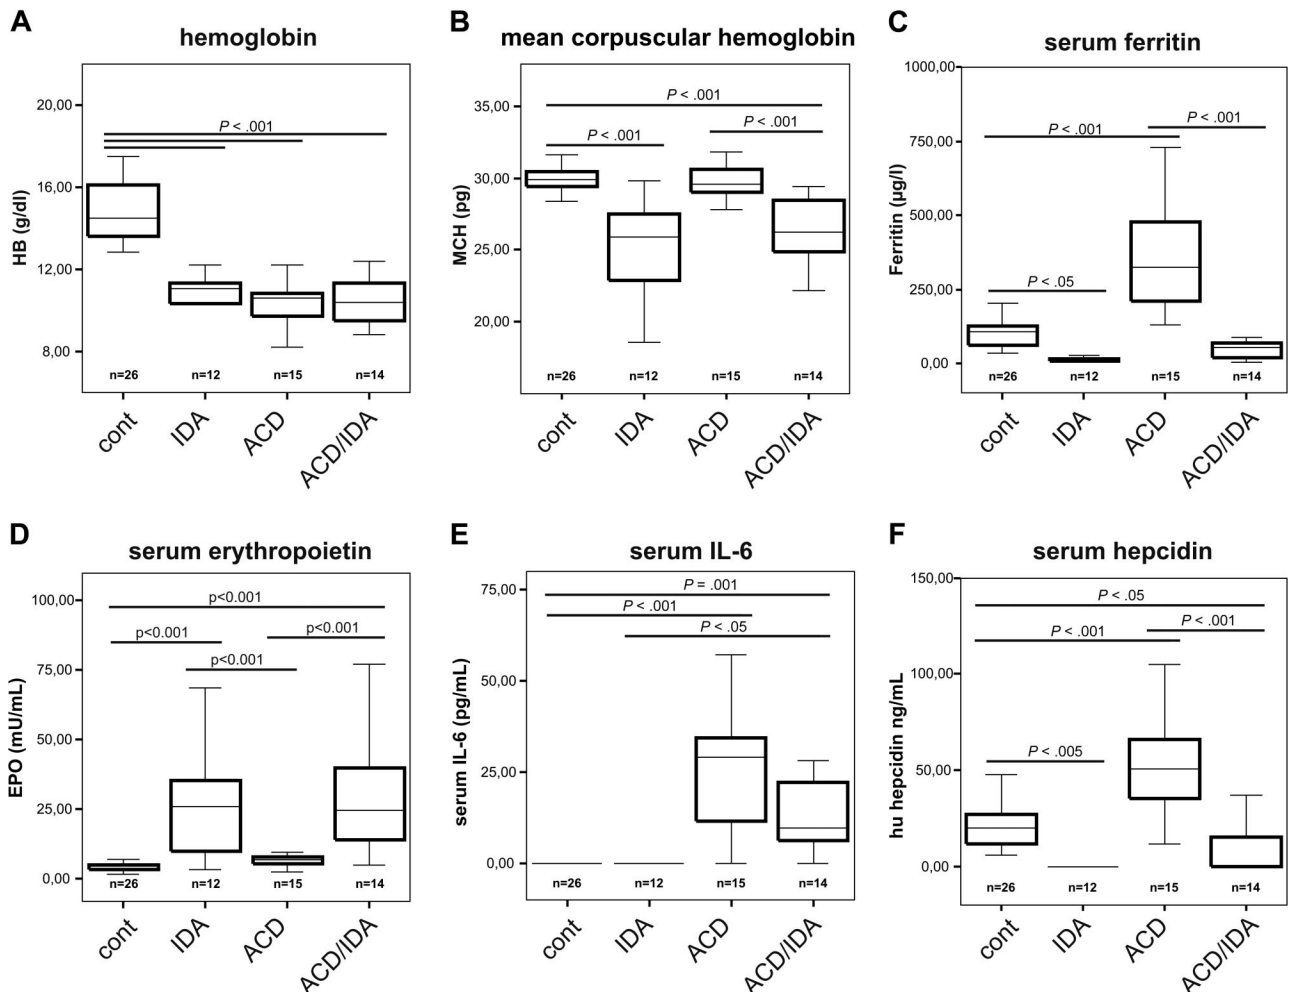 A
hemoglobin
HB (g/dl)
20,00
16,00
12,00
8,00
P < .001
n=26 n=12 n=15 n=14
cont IDA ACD ACD/IDA
B
mean corpuscular hemoglobin
MCH (pg)
35,00
30,00
25,00
20,00
P < .001
P < .001
P < .001
n=26 n=12 n=15 n=14
cont IDA ACD ACD/IDA
C
serum ferritin
Ferritin (µg/l)
1000,00
750,00
500,00
250,00
0,00
P < .001
P < .001
P < .05
n=26 n=12 n=15 n=14
cont IDA ACD ACD/IDA
D
serum erythropoietin
EPO (mU/mL)
100,00
75,00
50,00
25,00
0,00
p<0.001
p<0.001
p<0.001
p<0.001
n=26 n=12 n=15 n=14
cont IDA ACD ACD/IDA
E
serum IL-6
serum IL-6 (pg/mL)
75,00
50,00
25,00
0,00
P = .001
P < .001
P < .05
n=26 n=12 n=15 n=14
cont IDA ACD ACD/IDA
F
serum hepcidin
hu hepcidin ng/mL
150,00
100,00
50,00
0,00
P < .05
P < .001
P < .001
P < .005
n=26 n=12 n=15 n=14
cont IDA ACD ACD/IDA